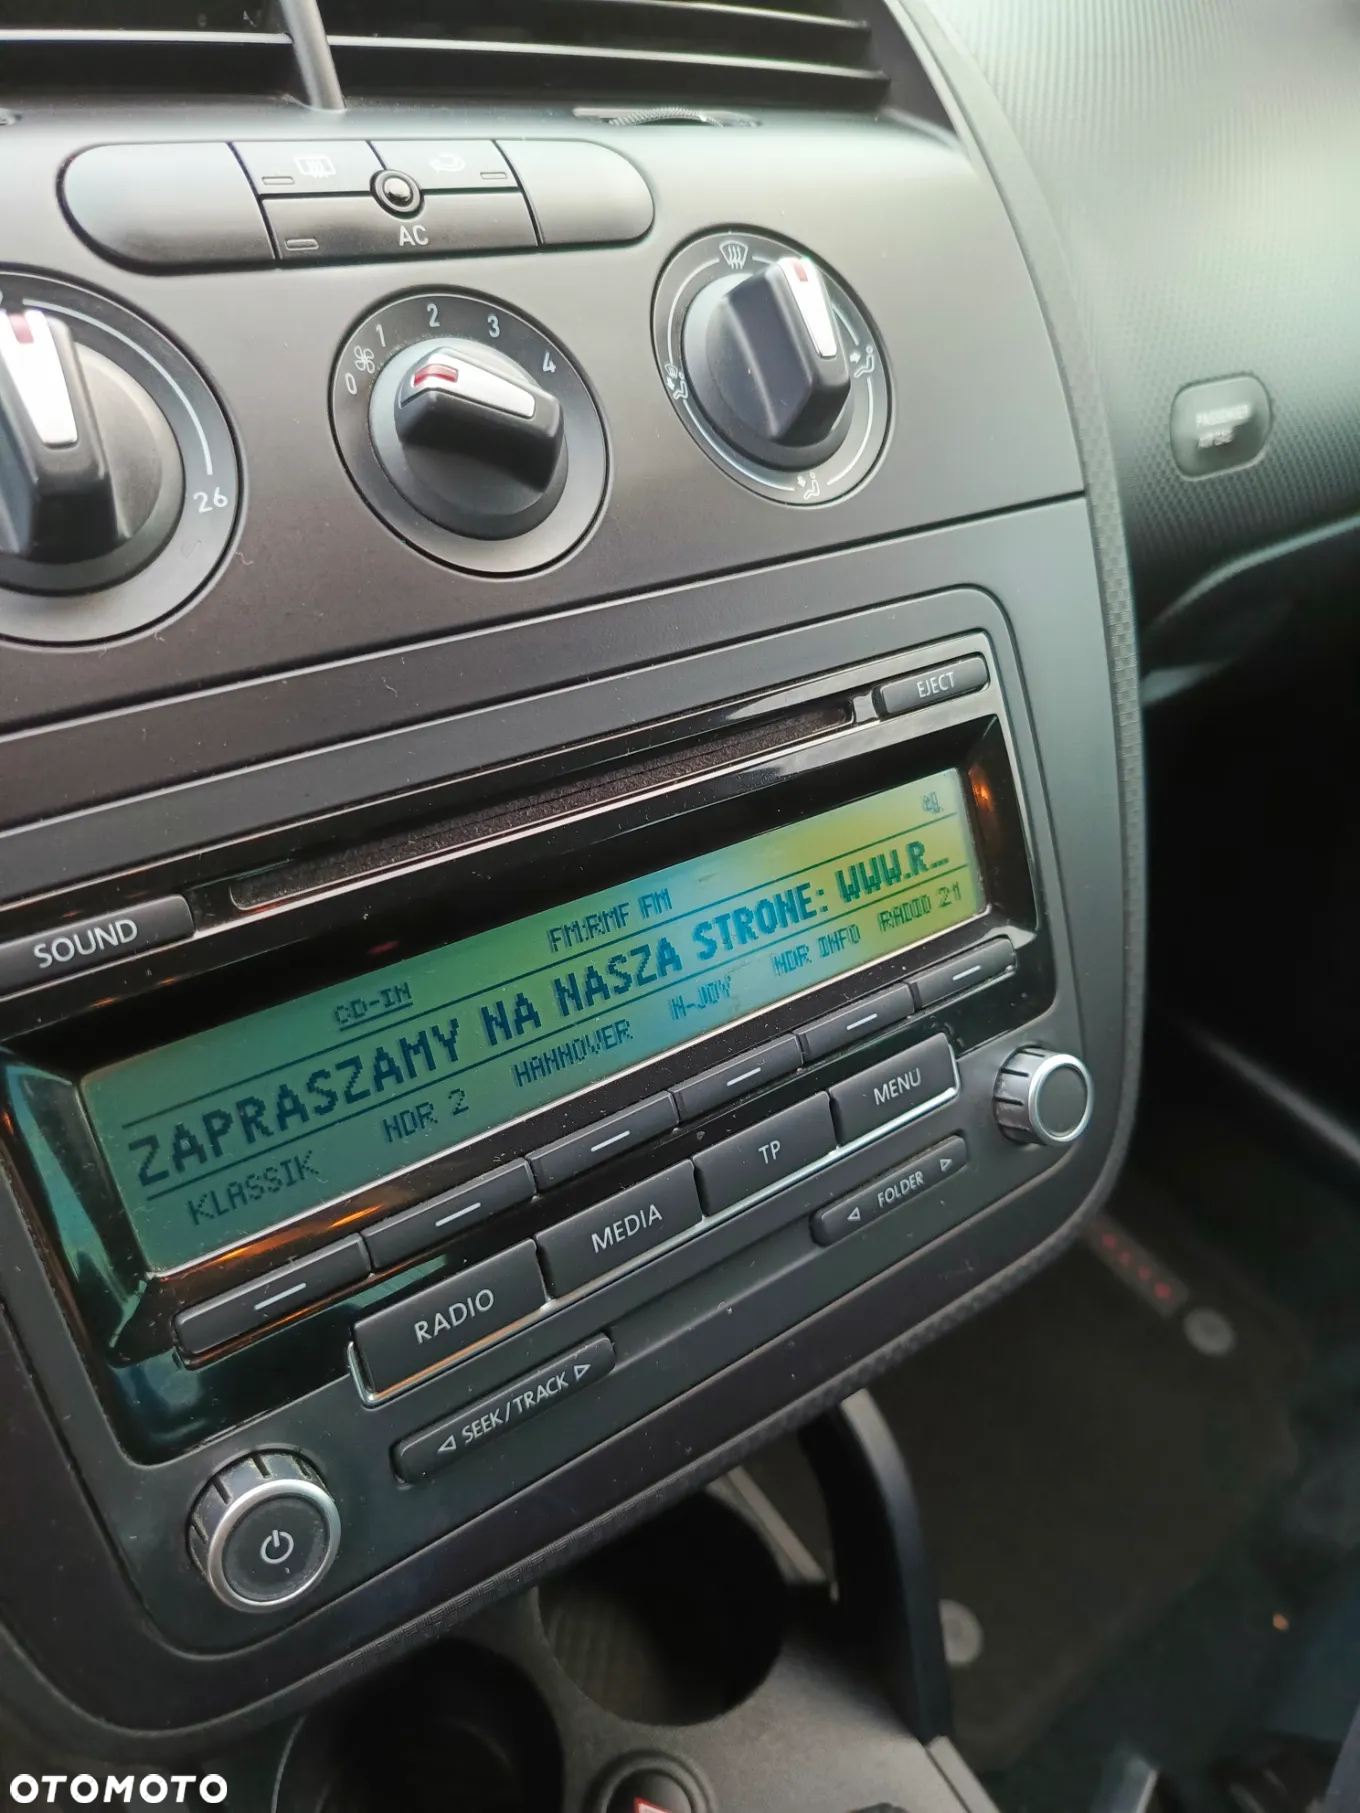 AC
0 1 2 3 4
26
EJECT
SOUND
CD-IN FM:RMF FM
ZAPRASZAMY NA NASZA STRONE: WWW.R...
KLASSIK NDR 2 HANNOVER N-JOY NDR INFO RADIO 21
RADIO MEDIA TP MENU
SEEK/TRACK FOLDER
OTOMOTO